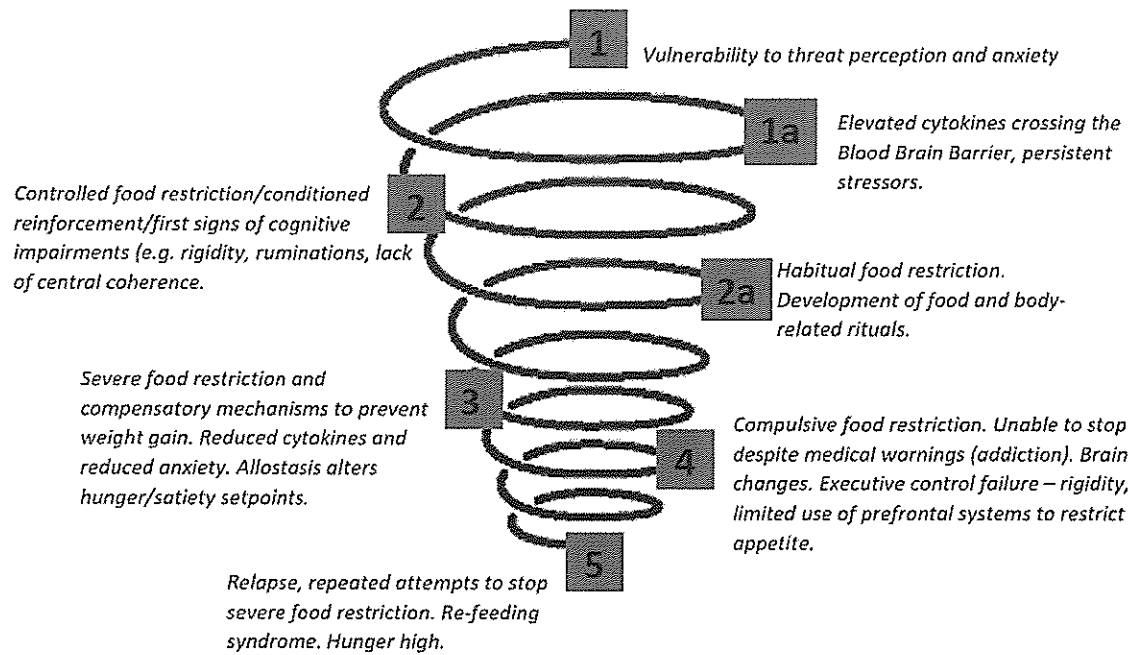 1
Vulnerability to threat perception and anxiety
1a
Elevated cytokines crossing the
Blood Brain Barrier, persistent
stressors.
2
Controlled food restriction/conditioned
reinforcement/first signs of cognitive
impairments (e.g. rigidity, ruminations, lack
of central coherence.
2a
Habitual food restriction.
Development of food and body-
related rituals.
3
Severe food restriction and
compensatory mechanisms to prevent
weight gain. Reduced cytokines and
reduced anxiety. Allostasis alters
hunger/satiety setpoints.
4
Compulsive food restriction. Unable to stop
despite medical warnings (addiction). Brain
changes. Executive control failure – rigidity,
limited use of prefrontal systems to restrict
appetite.
5
Relapse, repeated attempts to stop
severe food restriction. Re-feeding
syndrome. Hunger high.